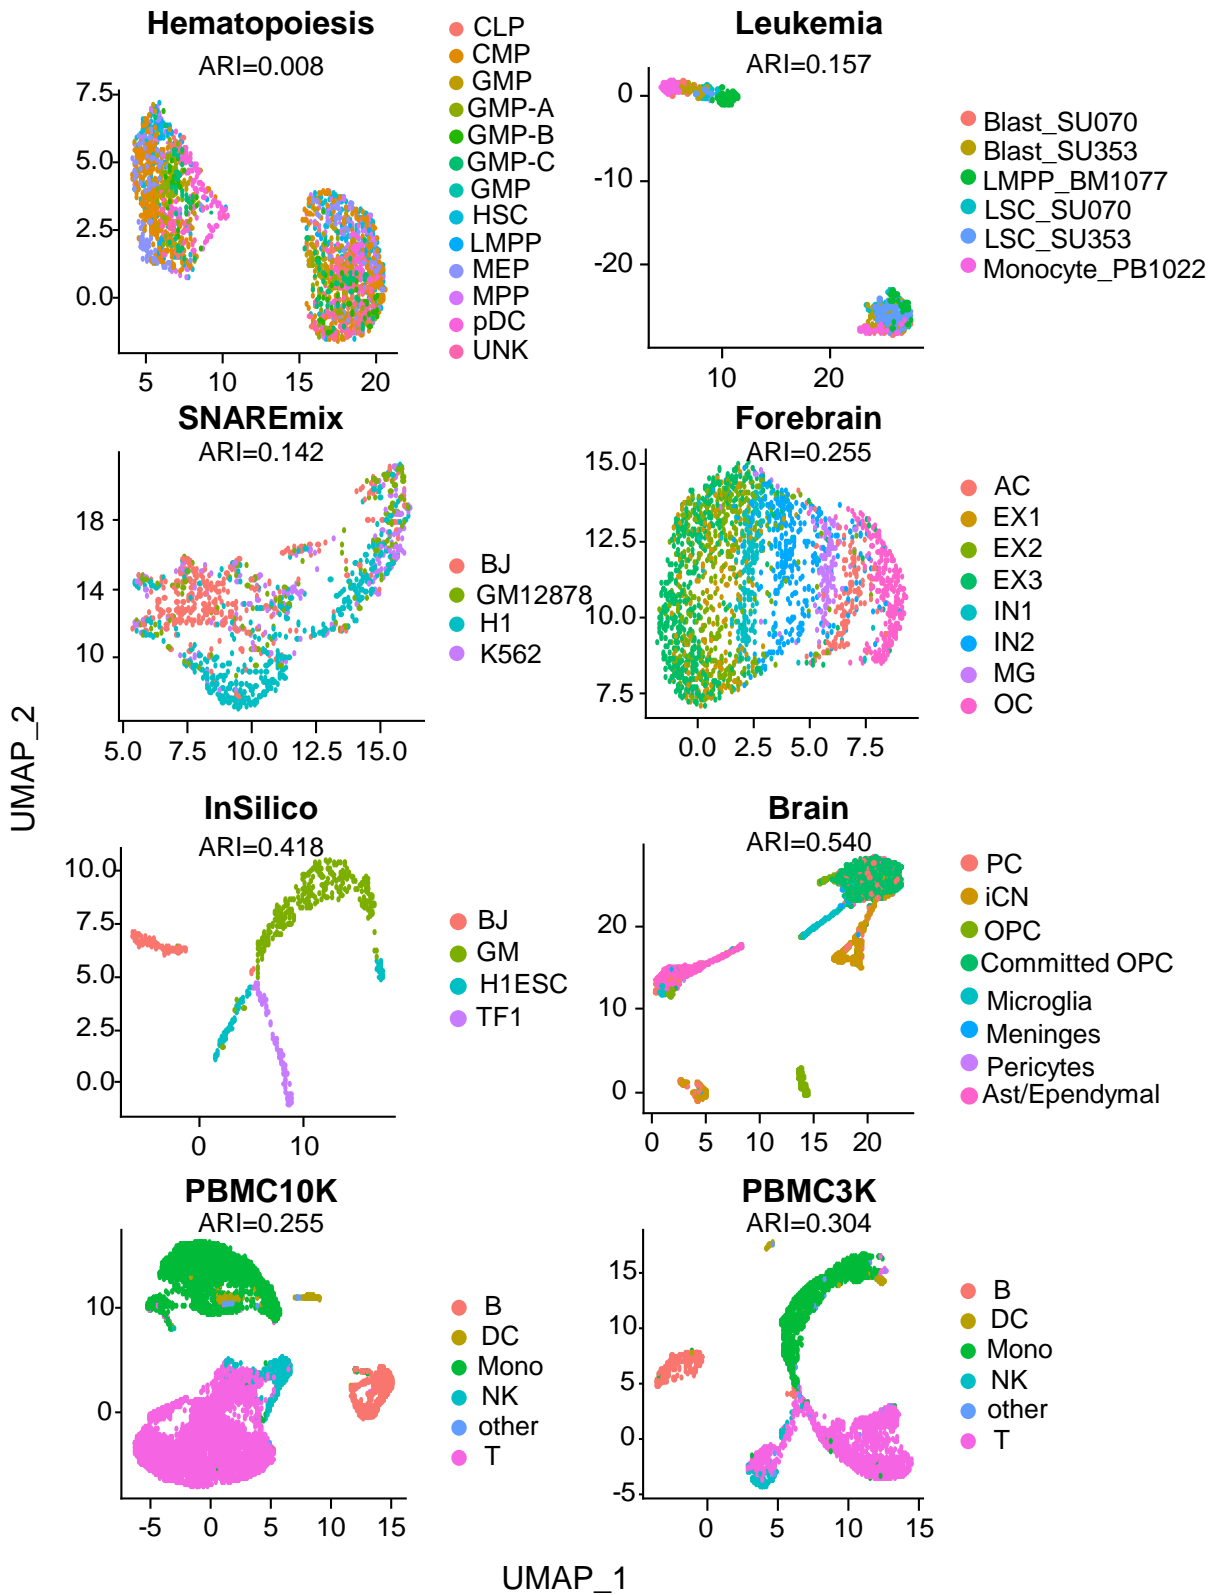 Hematopoiesis
ARI=0.008
7.5
5.0
2.5
0.0
5
10
15
20
CLP
CMP
GMP
GMP-A
GMP-B
GMP-C
GMP
HSC
LMPP
MEP
MPP
pDC
UNK
Leukemia
ARI=0.157
0
-10
-20
10
20
Blast_SU070
Blast_SU353
LMPP_BM1077
LSC_SU070
LSC_SU353
Monocyte_PB1022
SNAREmix
ARI=0.142
18
14
10
5.0
7.5
10.0
12.5
15.0
BJ
GM12878
H1
K562
Forebrain
ARI=0.255
15.0
12.5
10.0
7.5
0.0
2.5
5.0
7.5
AC
EX1
EX2
EX3
IN1
IN2
MG
OC
UMAP_2
InSilico
ARI=0.418
10.0
7.5
5.0
2.5
0.0
0
10
BJ
GM
H1ESC
TF1
Brain
ARI=0.540
20
10
0
0
5
10
15
20
PC
iCN
OPC
Committed OPC
Microglia
Meninges
Pericytes
Ast/Ependymal
PBMC10K
ARI=0.255
10
0
-5
0
5
10
15
B
DC
Mono
NK
other
T
PBMC3K
ARI=0.304
15
10
5
0
-5
0
5
10
15
B
DC
Mono
NK
other
T
UMAP_1